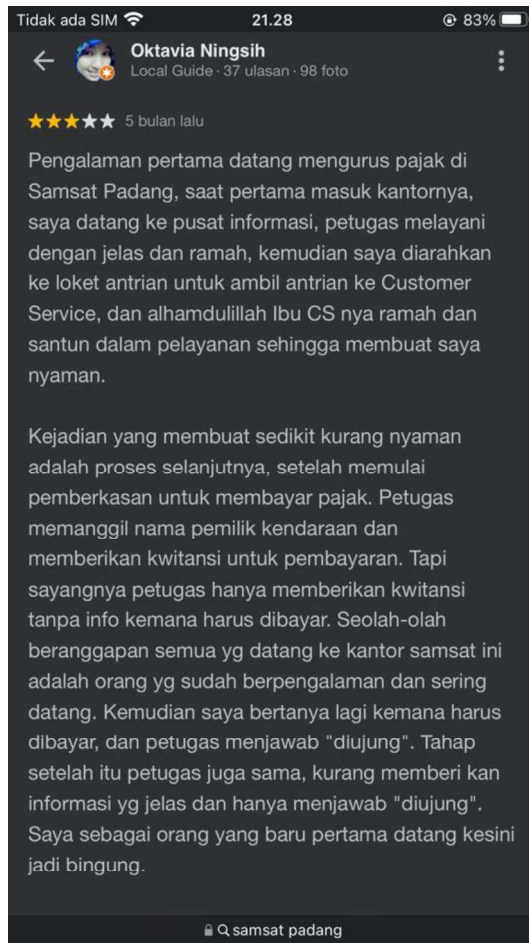 Tidak ada SIM 21.28 83%
Oktavia Ningsih
Local Guide · 37 ulasan · 98 foto
5 bulan lalu
Pengalaman pertama datang mengurus pajak di
Samsat Padang, saat pertama masuk kantornya,
saya datang ke pusat informasi, petugas melayani
dengan jelas dan ramah, kemudian saya diarahkan
ke loket antrian untuk ambil antrian ke Customer
Service, dan alhamdulillah Ibu CS nya ramah dan
santun dalam pelayanan sehingga membuat saya
nyaman.
Kejadian yang membuat sedikit kurang nyaman
adalah proses selanjutnya, setelah memulai
pemberkasan untuk membayar pajak. Petugas
memanggil nama pemilik kendaraan dan
memberikan kwitansi untuk pembayaran. Tapi
sayangnya petugas hanya memberikan kwitansi
tanpa info kemana harus dibayar. Seolah-olah
beranggapan semua yg datang ke kantor samsat ini
adalah orang yg sudah berpengalaman dan sering
datang. Kemudian saya bertanya lagi kemana harus
dibayar, dan petugas menjawab "diujung". Tahap
setelah itu petugas juga sama, kurang memberi kan
informasi yg jelas dan hanya menjawab "diujung".
Saya sebagai orang yang baru pertama datang kesini
jadi bingung.
samsat padang